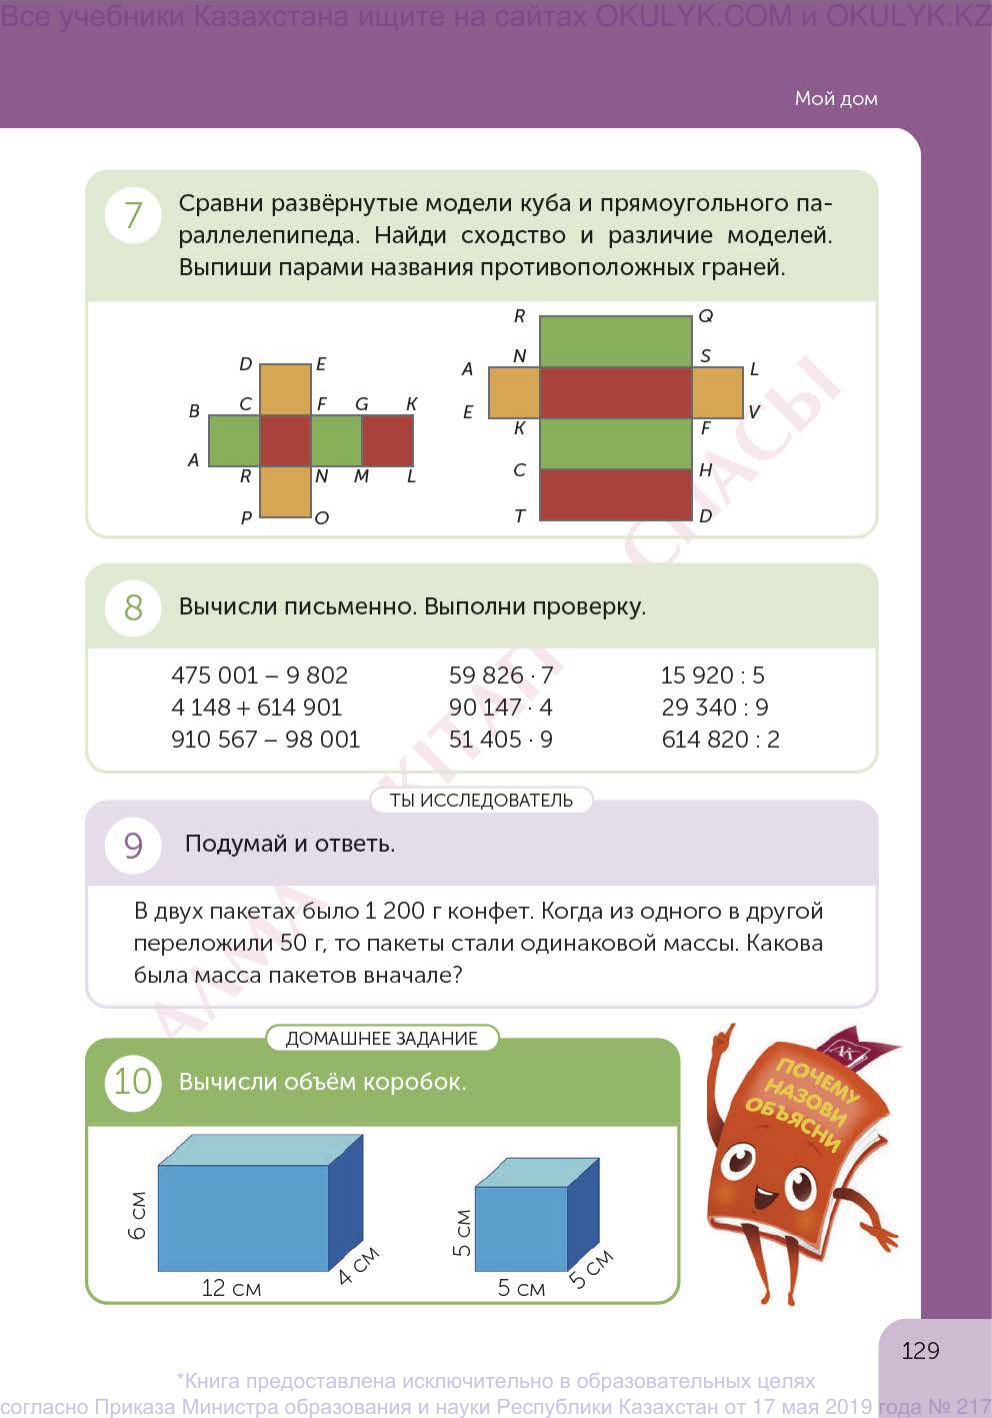 Все учебники Казахстана ищите на сайтах OKULYK.COM и OKULYK.KZ
Мой дом
7
Сравни развёрнутые модели куба и прямоугольного па-
раллелепипеда. Найди сходство и различие моделей.
Выпиши парами названия противоположных граней.
R Q
N S
A L
E V
K F
C H
T D
D E
B C F G K
A R N M L
P O
8
Вычисли письменно. Выполни проверку.
475 001 – 9 802 59 826 · 7 15 920 : 5
4 148 + 614 901 90 147 · 4 29 340 : 9
910 567 – 98 001 51 405 · 9 614 820 : 2
ТЫ ИССЛЕДОВАТЕЛЬ
9
Подумай и ответь.
В двух пакетах было 1 200 г конфет. Когда из одного в другой
переложили 50 г, то пакеты стали одинаковой массы. Какова
была масса пакетов вначале?
ДОМАШНЕЕ ЗАДАНИЕ
10
Вычисли объём коробок.
6 см
12 см
4 см
5 см
5 см
5 см
АК
ПОЧЕМУ
НАЗОВИ
ОБЪЯСНИ
129
*Книга предоставлена исключительно в образовательных целях
согласно Приказа Министра образования и науки Республики Казахстан от 17 мая 2019 года № 217